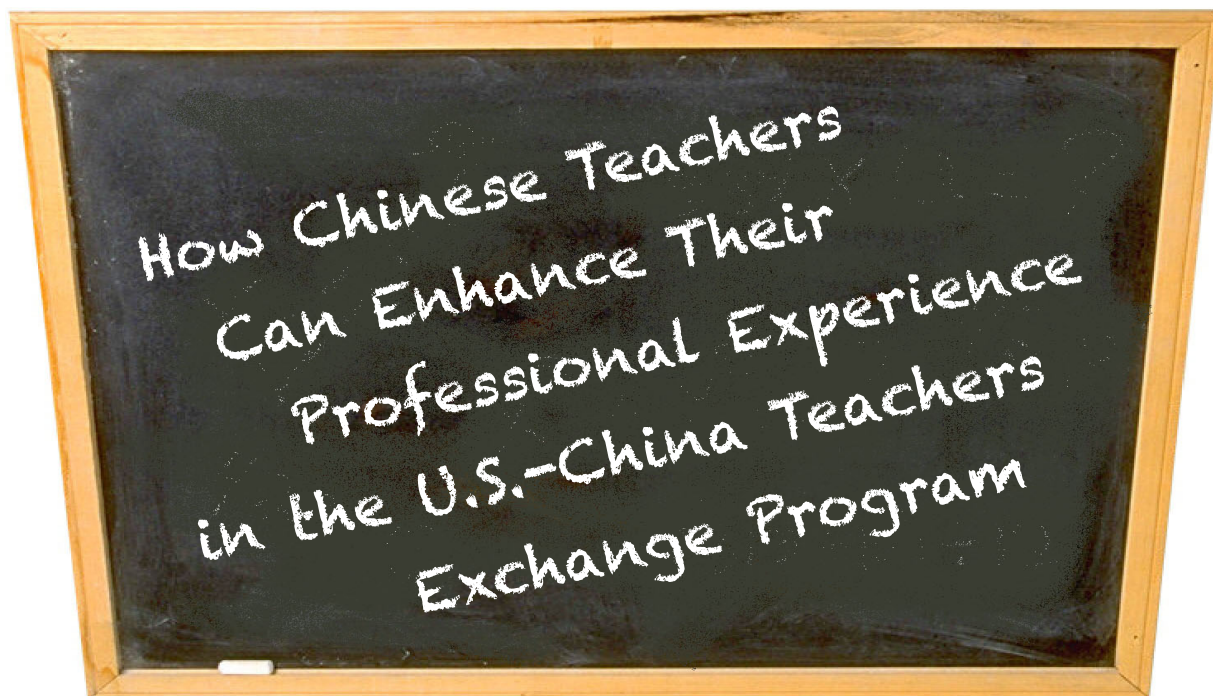 How Chinese Teachers
Can Enhance Their
Professional Experience
in the U.S.-China Teachers
Exchange Program